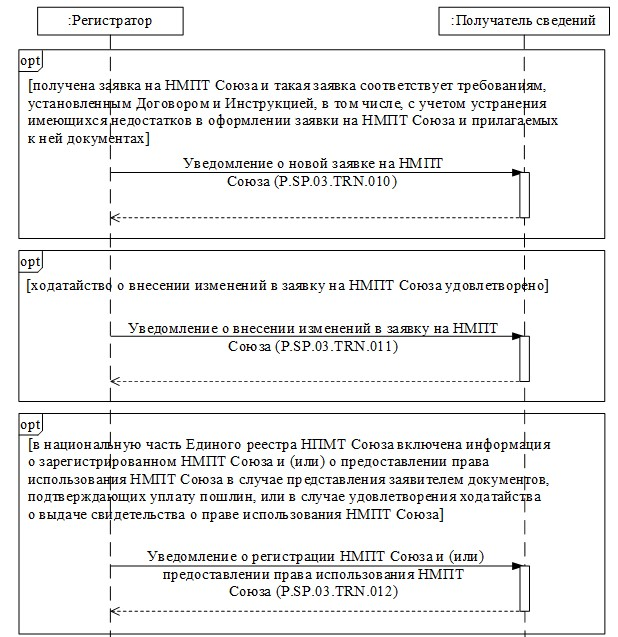 :Регистратор
:Получатель сведений
opt
[получена заявка на НМПТ Союза и такая заявка соответствует требованиям,
установленным Договором и Инструкцией, в том числе, с учетом устранения
имеющихся недостатков в оформлении заявки на НМПТ Союза и прилагаемых
к ней документах]
Уведомление о новой заявке на НМПТ
Союза (P.SP.03.TRN.010)
opt
[ходатайство о внесении изменений в заявку на НМПТ Союза удовлетворено]
Уведомление о внесении изменений в заявку на НМПТ
Союза (P.SP.03.TRN.011)
opt
[в национальную часть Единого реестра НПМТ Союза включена информация
о зарегистрированном НМПТ Союза и (или) о предоставлении права
использования НМПТ Союза в случае представления заявителем документов,
подтверждающих уплату пошлин, или в случае удовлетворения ходатайства
о выдаче свидетельства о праве использования НМПТ Союза]
Уведомление о регистрации НМПТ Союза и (или)
предоставлении права использования НМПТ
Союза (P.SP.03.TRN.012)